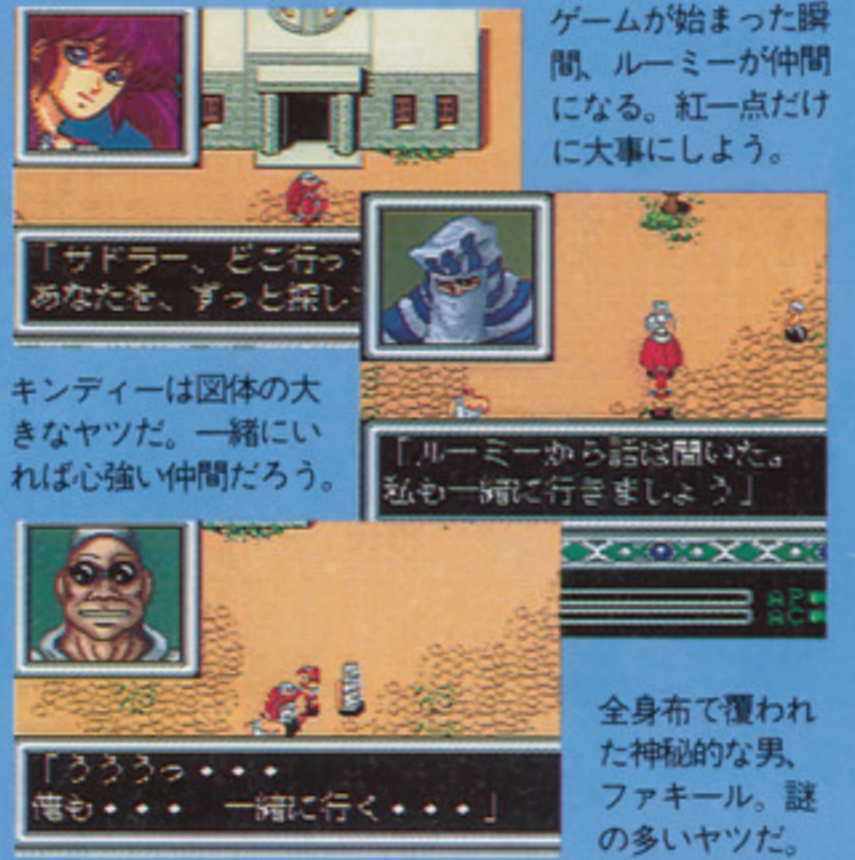 ゲームが始まった瞬
間、ルーミーが仲間
になる。紅一点だけ
に大事にしよう。
「サドラー、どこ行っ
あなたを、ずっと探し
「ルーミーから話は聞いた。
私も一緒に行きましょう」
キンディーは図体の大
きなヤツだ。一緒にい
れば心強い仲間だろう。
AP
AC
「うううっ・・・
俺も・・・ 一緒に行く・・・」
全身布で覆われ
た神秘的な男、
ファキール。謎
の多いヤツだ。